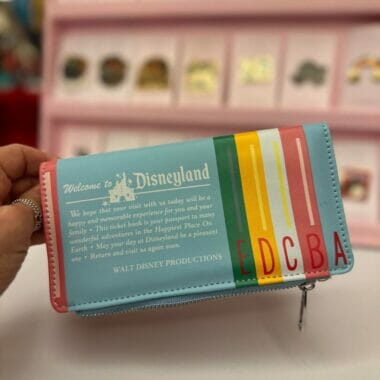 Welcome to Disneyland
We hope that your visit with us today will be a
happy and memorable experience for you and your
family • This ticket book is your passport to many
wonderful adventures in the Happiest Place On
Earth • May your day at Disneyland be a pleasant
one • Return and visit us again soon.
WALT DISNEY PRODUCTIONS
E D C B A